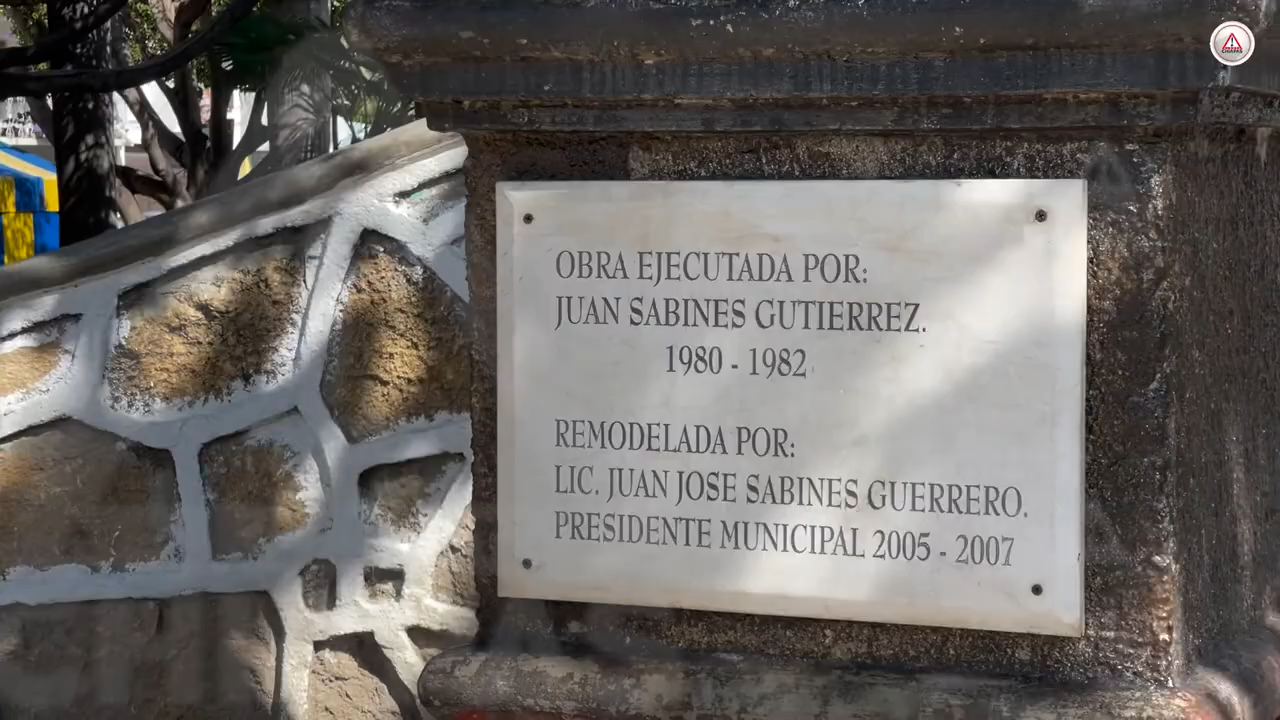 OBRA EJECUTADA POR:
JUAN SABINES GUTIERREZ.
1980 - 1982
REMODELADA POR:
LIC. JUAN JOSE SABINES GUERRERO.
PRESIDENTE MUNICIPAL 2005 - 2007